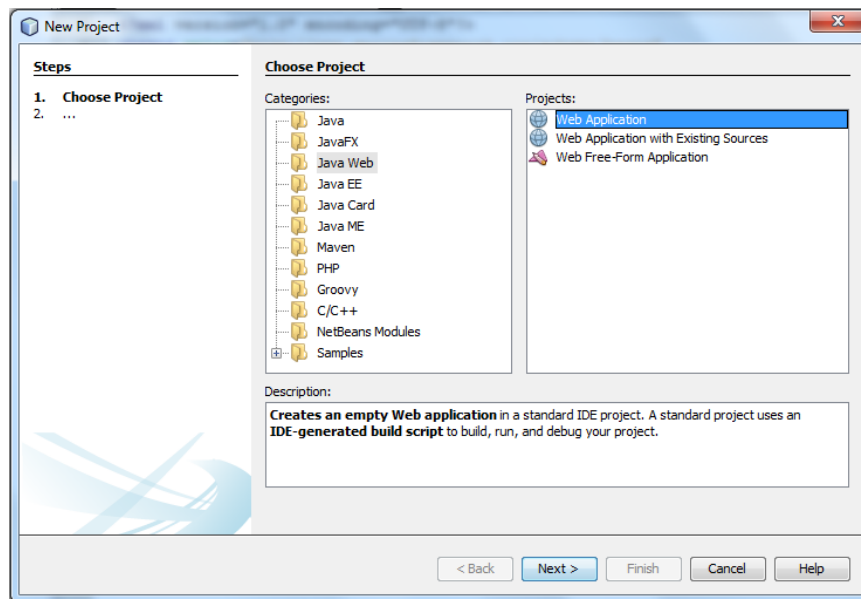 New Project
Steps
1. Choose Project
2. ...
Choose Project
Categories:
Java
JavaFX
Java Web
Java EE
Java Card
Java ME
Maven
PHP
Groovy
C/C++
NetBeans Modules
Samples
Projects:
Web Application
Web Application with Existing Sources
Web Free-Form Application
Description:
Creates an empty Web application in a standard IDE project. A standard project uses an
IDE-generated build script to build, run, and debug your project.
< Back
Next >
Finish
Cancel
Help